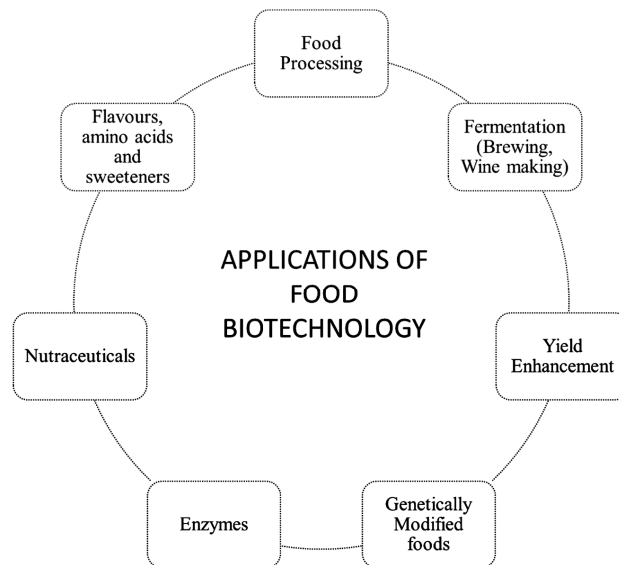 Food
Processing
Flavours,
amino acids
and
sweeteners
Fermentation
(Brewing,
Wine making)
APPLICATIONS OF
FOOD
BIOTECHNOLOGY
Nutraceuticals
Yield
Enhancement
Enzymes
Genetically
Modified
foods